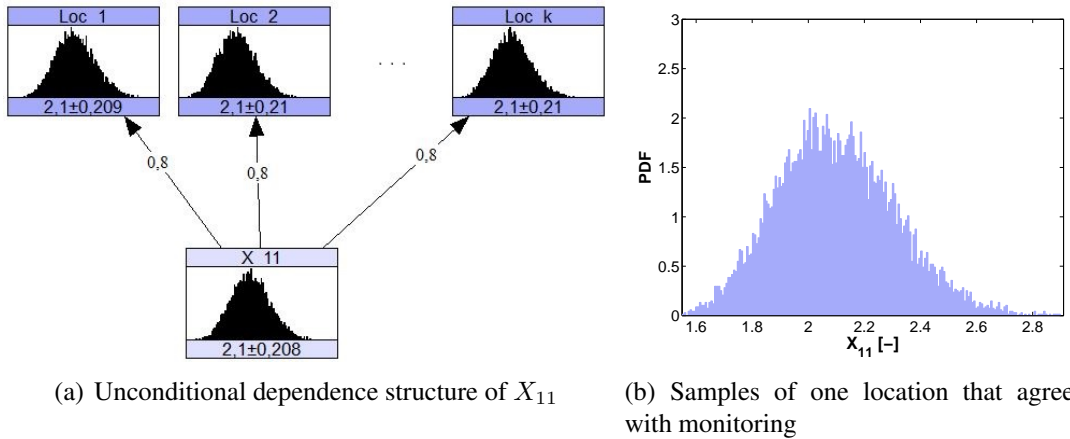 Loc 1
Loc 2
Loc k
. . .
2,1±0,209
2,1±0,21
2,1±0,21
0,8
0,8
0,8
X 11
2,1±0,208
(a) Unconditional dependence structure of X11
3
2.5
2
1.5
1
0.5
0
PDF
1.6 1.8 2 2.2 2.4 2.6 2.8
X11 [–]
(b) Samples of one location that agree
with monitoring